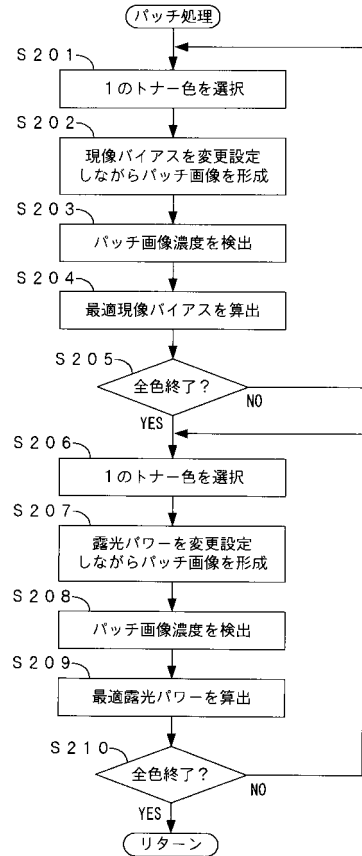 パッチ処理
S201
1のトナー色を選択
S202
現像バイアスを変更設定
しながらパッチ画像を形成
S203
パッチ画像濃度を検出
S204
最適現像バイアスを算出
S205
全色終了?
NO
YES
S206
1のトナー色を選択
S207
露光パワーを変更設定
しながらパッチ画像を形成
S208
パッチ画像濃度を検出
S209
最適露光パワーを算出
S210
全色終了?
NO
YES
リターン